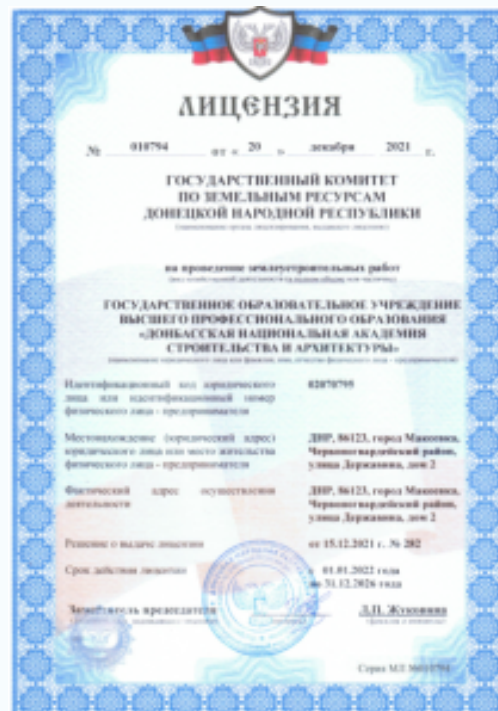 ЛИЦЕНЗИЯ
№ 010794 от « 20 » декабря 2021 г.
ГОСУДАРСТВЕННЫЙ КОМИТЕТ
ПО ЗЕМЕЛЬНЫМ РЕСУРСАМ
ДОНЕЦКОЙ НАРОДНОЙ РЕСПУБЛИКИ
на проведение землеустроительных работ
ГОСУДАРСТВЕННОЕ ОБРАЗОВАТЕЛЬНОЕ УЧРЕЖДЕНИЕ
ВЫСШЕГО ПРОФЕССИОНАЛЬНОГО ОБРАЗОВАНИЯ
«ДОНБАССКАЯ НАЦИОНАЛЬНАЯ АКАДЕМИЯ
СТРОИТЕЛЬСТВА И АРХИТЕКТУРЫ»
Идентификационный код юридического
лица или идентификационный номер
физического лица - предпринимателя
02070795
Местонахождение (юридический адрес)
юридического лица или место жительства
физического лица - предпринимателя
ДНР, 86123, город Макеевка,
Червоногвардейский район,
улица Державина, дом 2
Фактический адрес осуществления
деятельности
ДНР, 86123, город Макеевка,
Червоногвардейский район,
улица Державина, дом 2
Решение о выдаче лицензии
от 15.12.2021 г. № 282
Срок действия лицензии
с 01.01.2022 года
по 31.12.2026 года
Заместитель председателя
Л.П. Жуковина
Серия МЛ №010794